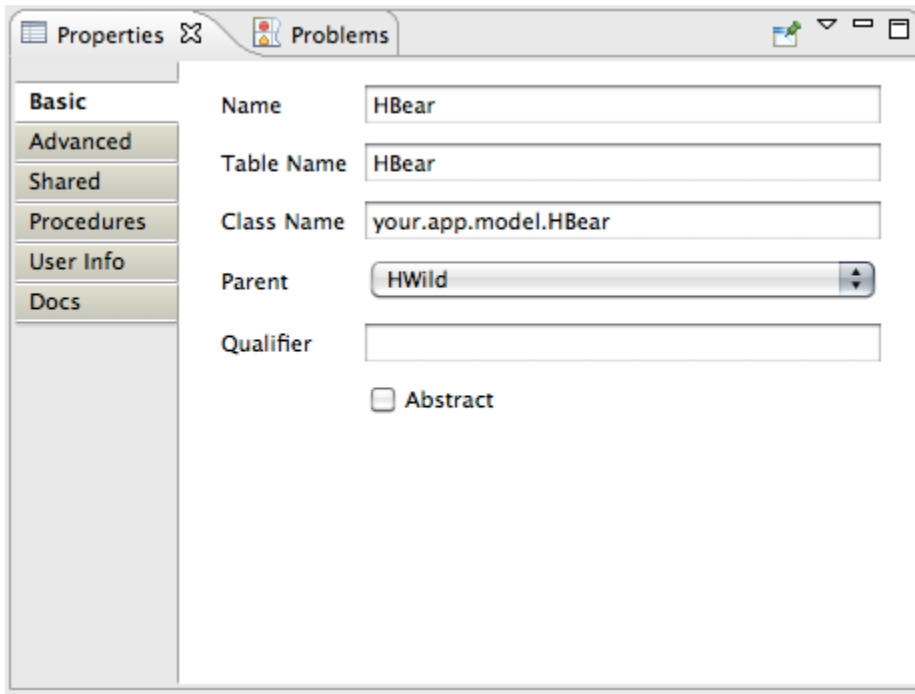 Properties Problems
Basic
Advanced
Shared
Procedures
User Info
Docs
Name HBear
Table Name HBear
Class Name your.app.model.HBear
Parent HWild
Qualifier
Abstract